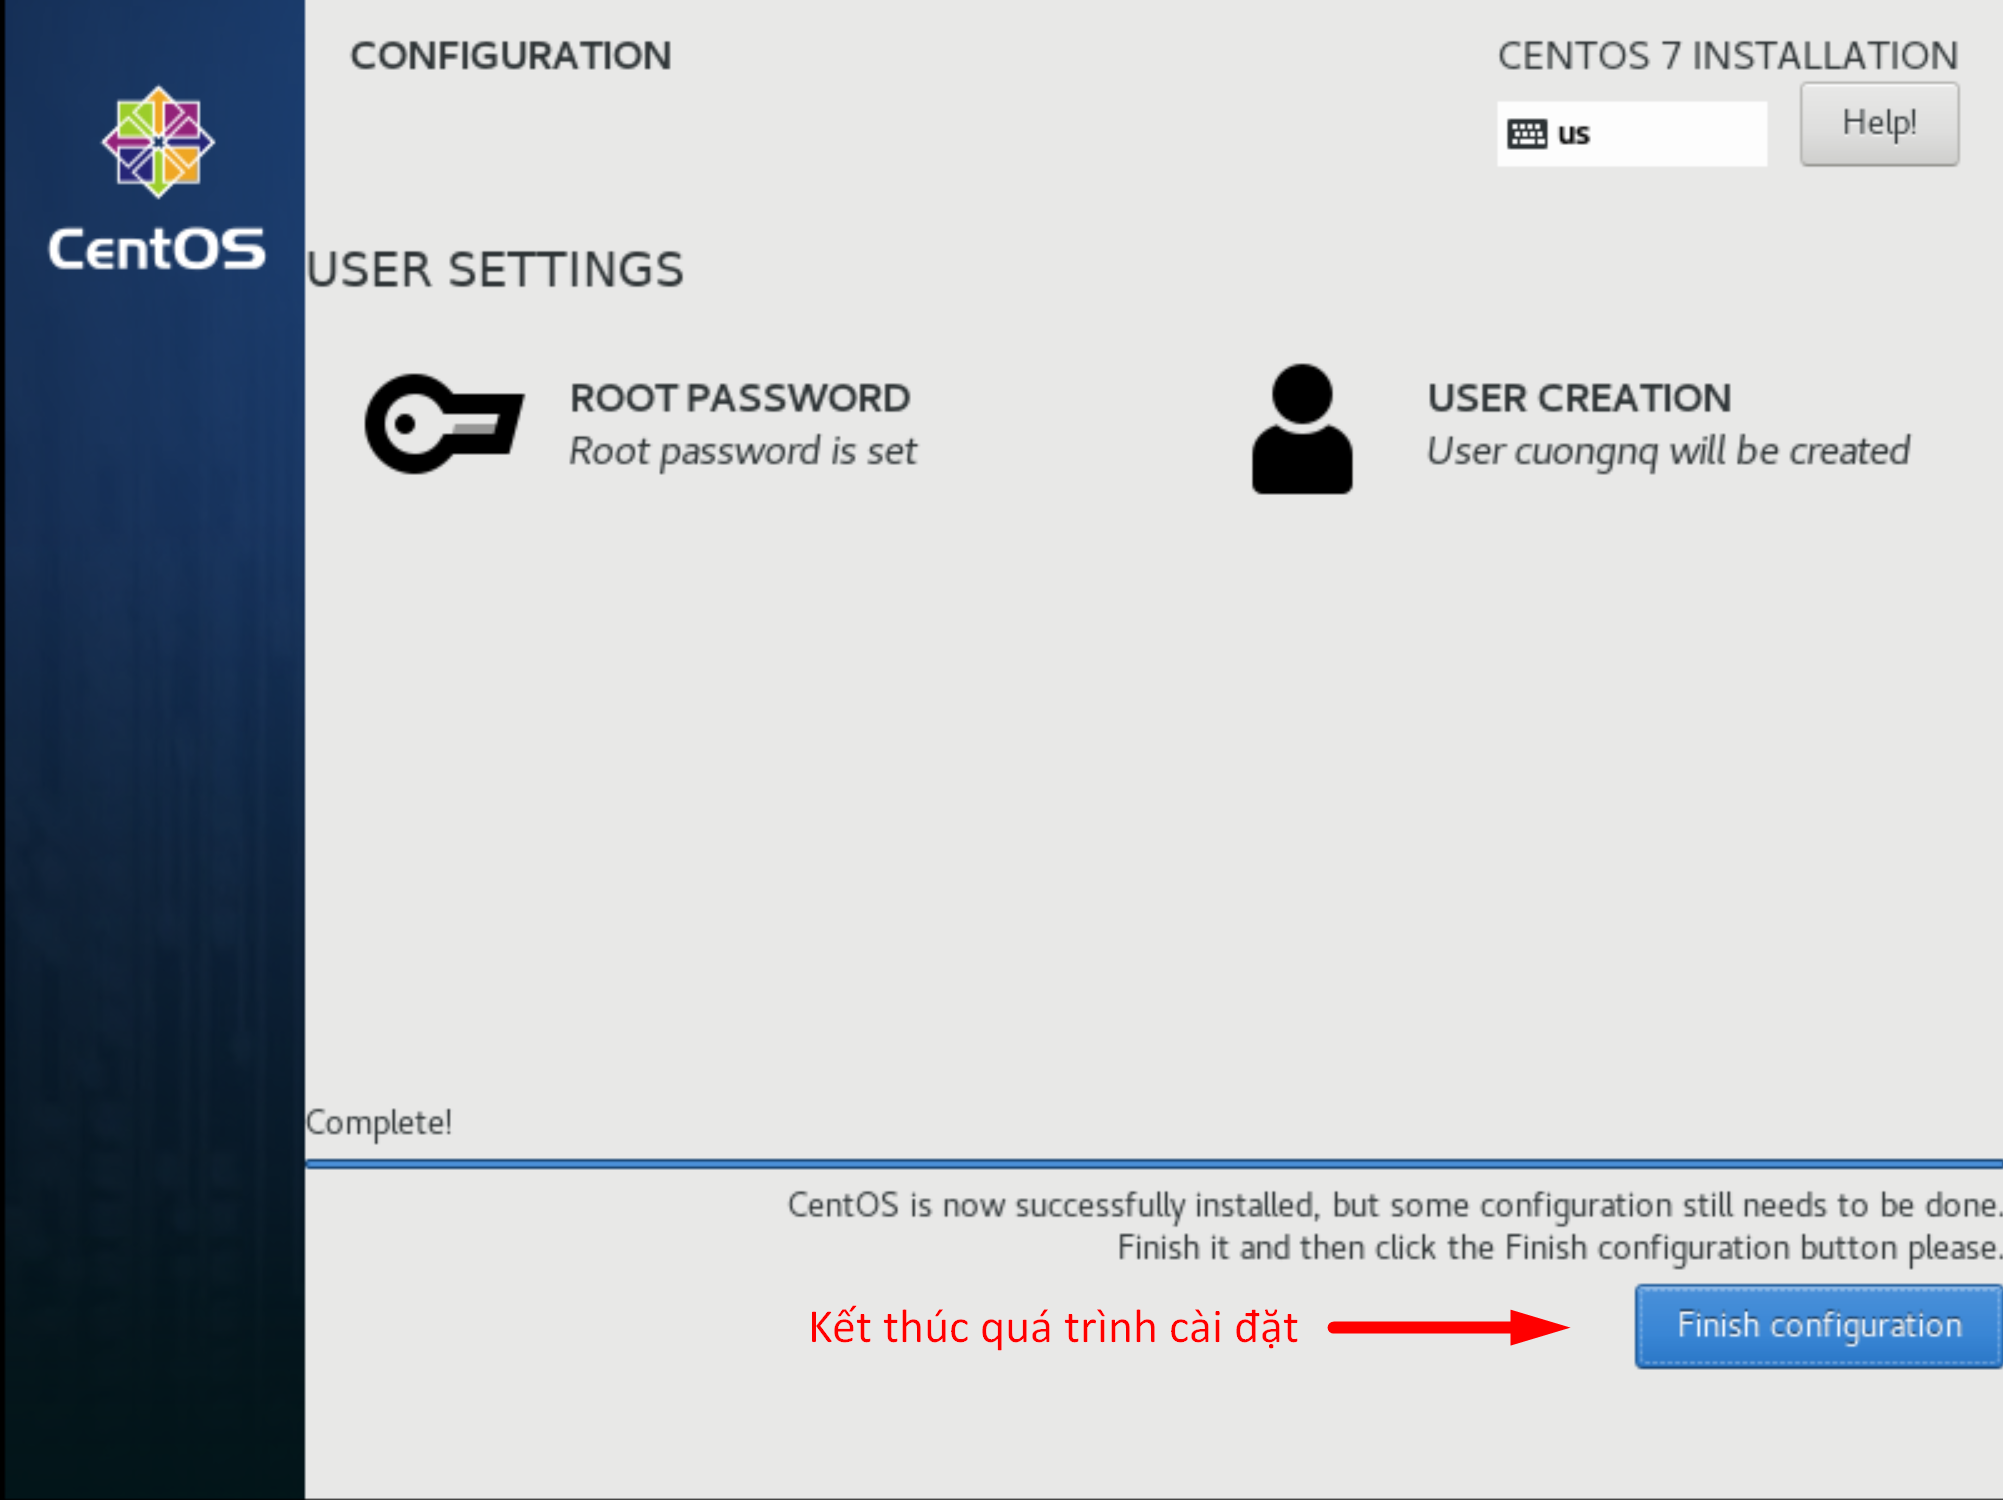 CONFIGURATION
CENTOS 7 INSTALLATION
us
Help!
CentOS
USER SETTINGS
ROOT PASSWORD
Root password is set
USER CREATION
User cuongnq will be created
Complete!
CentOS is now successfully installed, but some configuration still needs to be done.
Finish it and then click the Finish configuration button please.
Kết thúc quá trình cài đặt
Finish configuration